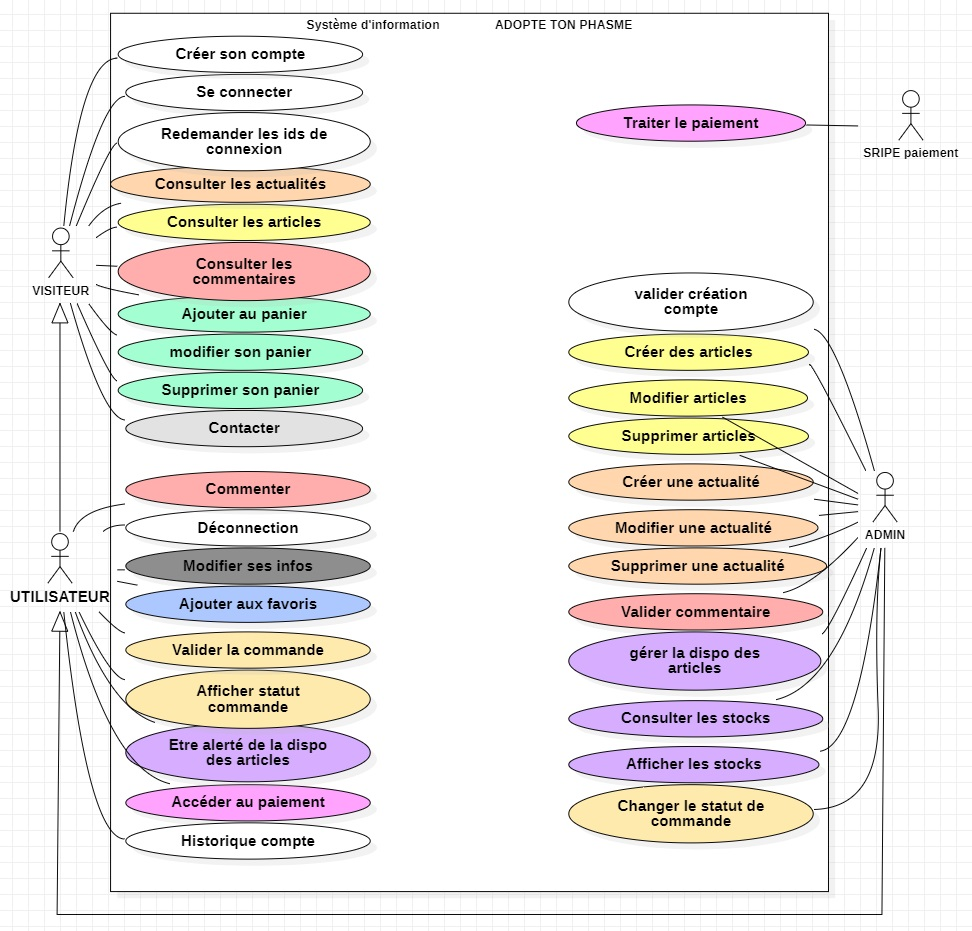 Système d'information ADOPTE TON PHASME
Créer son compte
Se connecter
Redemander les ids de
connexion
Consulter les actualités
Consulter les articles
Consulter les
commentaires
Ajouter au panier
modifier son panier
Supprimer son panier
Contacter
VISITEUR
Commenter
Déconnection
Modifier ses infos
Ajouter aux favoris
Valider la commande
Afficher statut
commande
Etre alerté de la dispo
des articles
Accéder au paiement
Historique compte
UTILISATEUR
Traiter le paiement
SRIPE paiement
valider création
compte
Créer des articles
Modifier articles
Supprimer articles
Créer une actualité
Modifier une actualité
Supprimer une actualité
Valider commentaire
gérer la dispo des
articles
Consulter les stocks
Afficher les stocks
Changer le statut de
commande
ADMIN